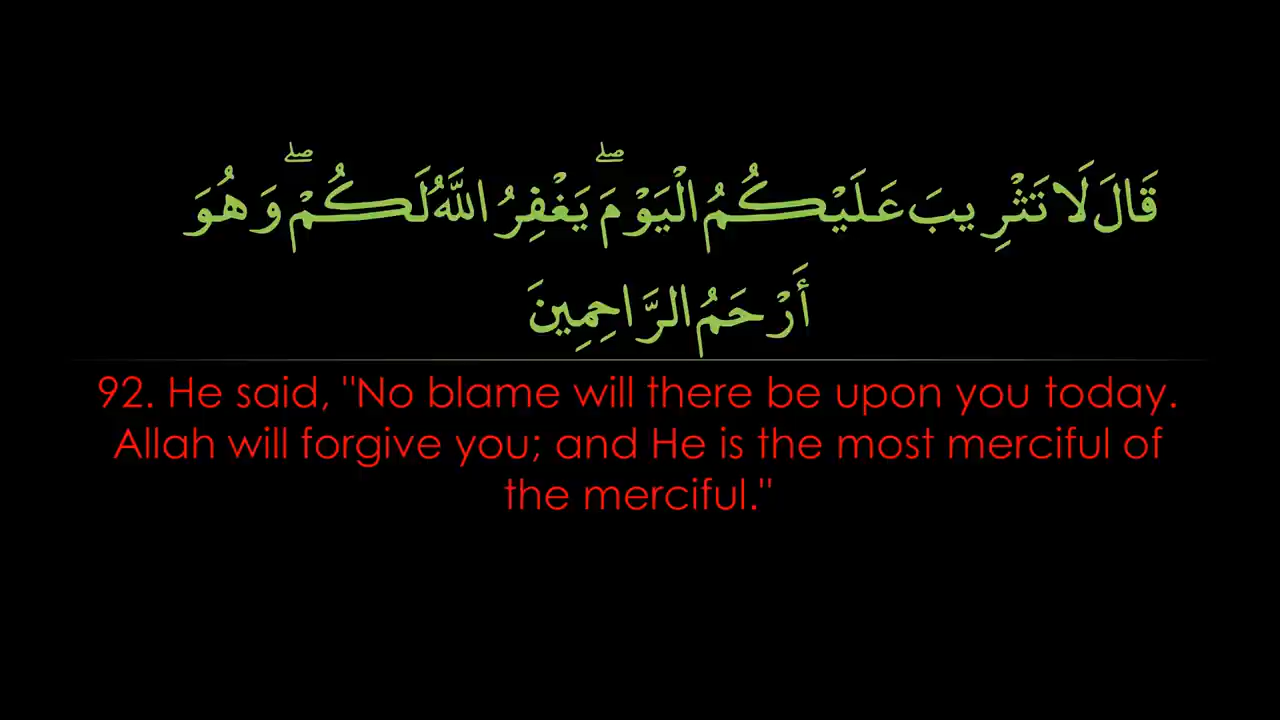 قَالَ لَا تَثْرِيبَ عَلَيْكُمُ الْيَوْمَ ۖ يَغْفِرُ اللَّهُ لَكُمْ ۖ وَهُوَ
أَرْحَمُ الرَّاحِمِينَ
92. He said, "No blame will there be upon you today.
Allah will forgive you; and He is the most merciful of
the merciful."